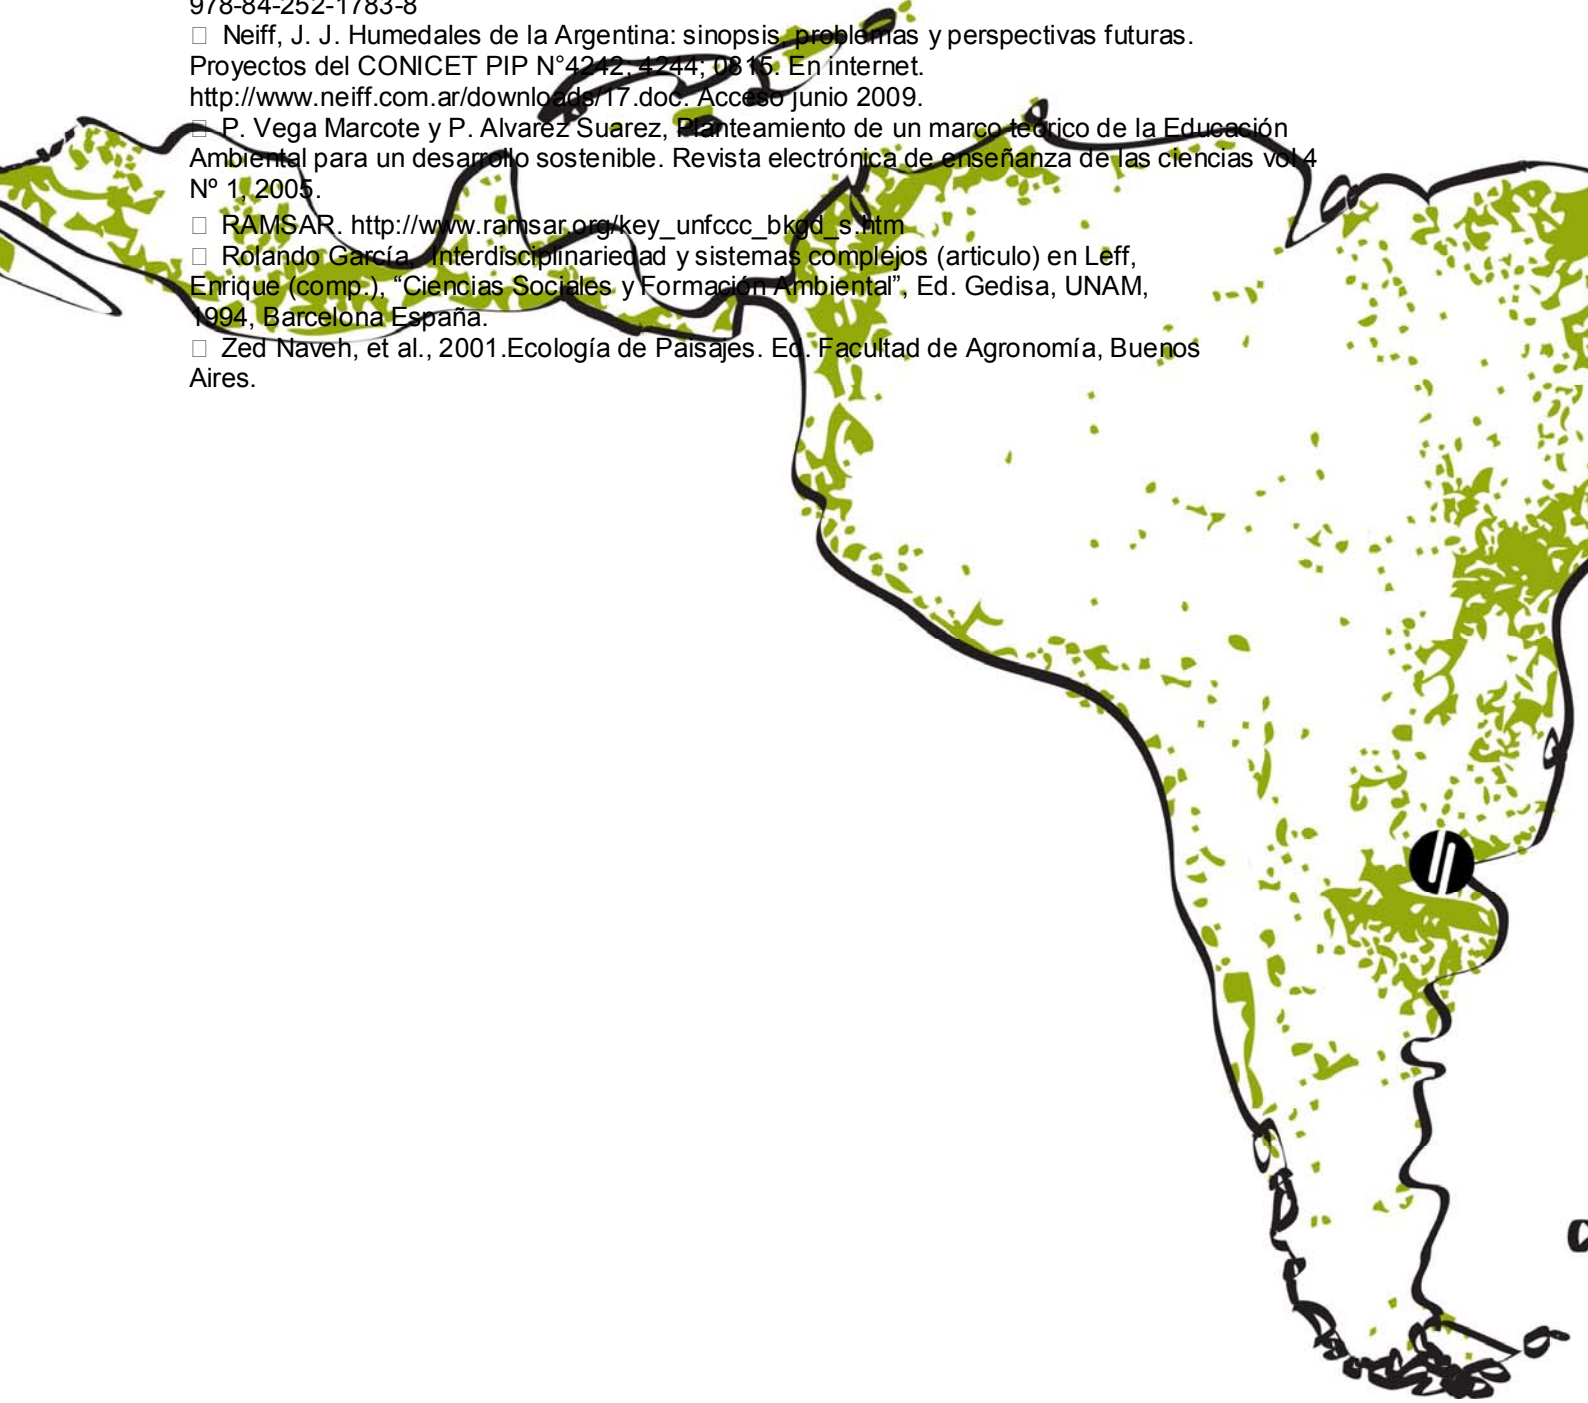 978-84-252-1783-8
□ Neiff, J. J. Humedales de la Argentina: sinopsis, problemas y perspectivas futuras.
Proyectos del CONICET PIP N°4242; 4244; 0815. En internet.
http://www.neiff.com.ar/downloads/17.doc. Acceso junio 2009.
□ P. Vega Marcote y P. Alvarez Suarez, Planteamiento de un marco teórico de la Educación
Ambiental para un desarrollo sostenible. Revista electrónica de enseñanza de las ciencias vol 4
Nº 1, 2005.
□ RAMSAR. http://www.ramsar.org/key_unfccc_bkgd_s.htm
□ Rolando García, Interdisciplinariedad y sistemas complejos (articulo) en Leff,
Enrique (comp.), “Ciencias Sociales y Formación Ambiental”, Ed. Gedisa, UNAM,
1994, Barcelona España.
□ Zed Naveh, et al., 2001.Ecología de Paisajes. Ed. Facultad de Agronomía, Buenos
Aires.